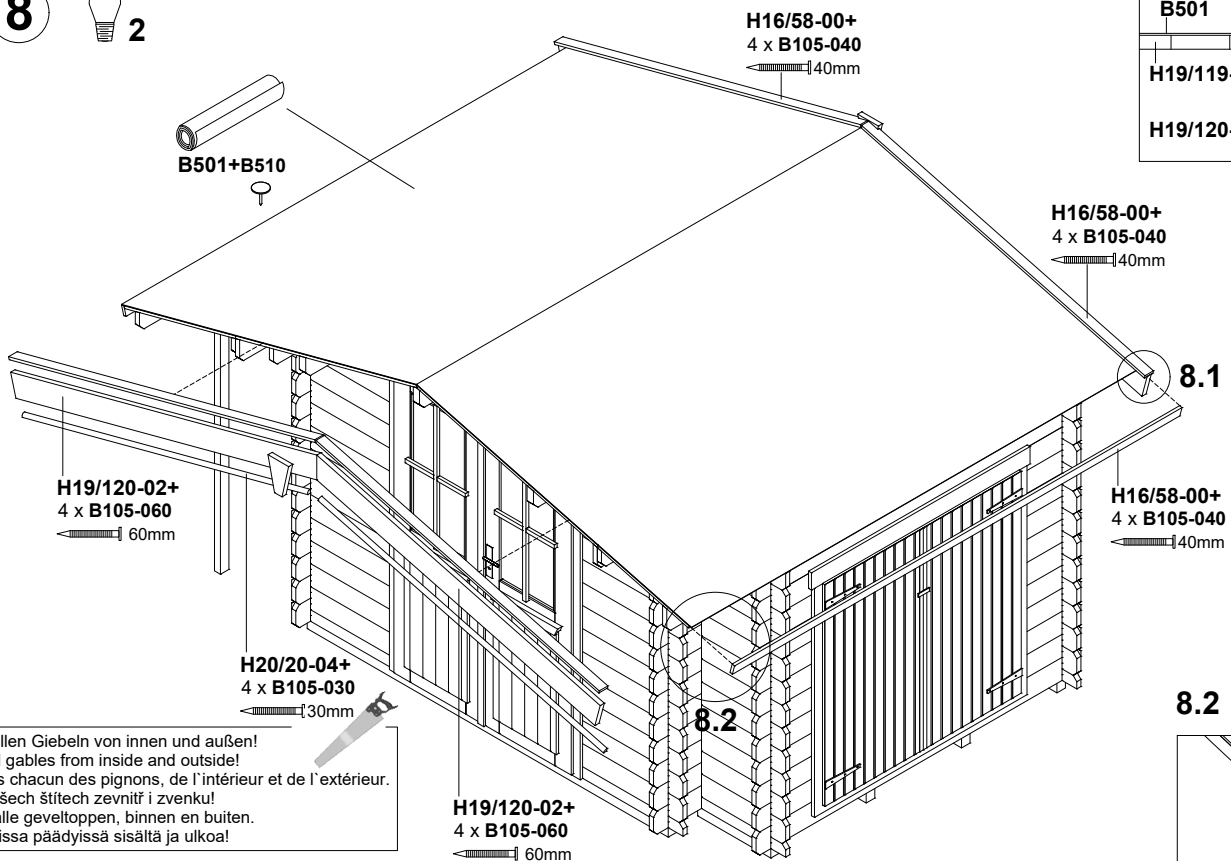 8
2
B501
H19/119-
H19/120-
H16/58-00+
4 x B105-040
40mm
B501+B510
H16/58-00+
4 x B105-040
40mm
8.1
H19/120-02+
4 x B105-060
60mm
H16/58-00+
4 x B105-040
40mm
H20/20-04+
4 x B105-030
30mm
8.2
8.2
llen Giebeln von innen und außen!
gables from inside and outside!
s chacun des pignons, de l`intérieur et de l`extérieur.
šech štítech zevnitř i zvenku!
alle geveltoppen, binnen en buiten.
issa päädyissä sisältä ja ulkoa!
H19/120-02+
4 x B105-060
60mm